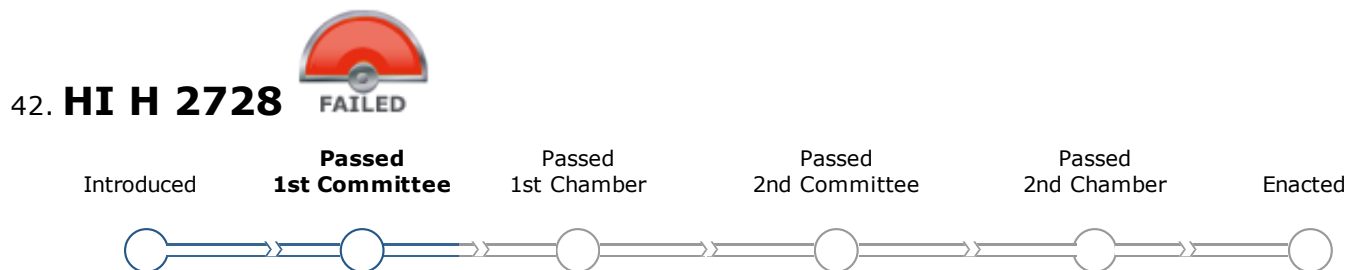 42. HI H 2728 FAILED
Introduced Passed 1st Committee Passed 1st Chamber Passed 2nd Committee Passed 2nd Chamber Enacted